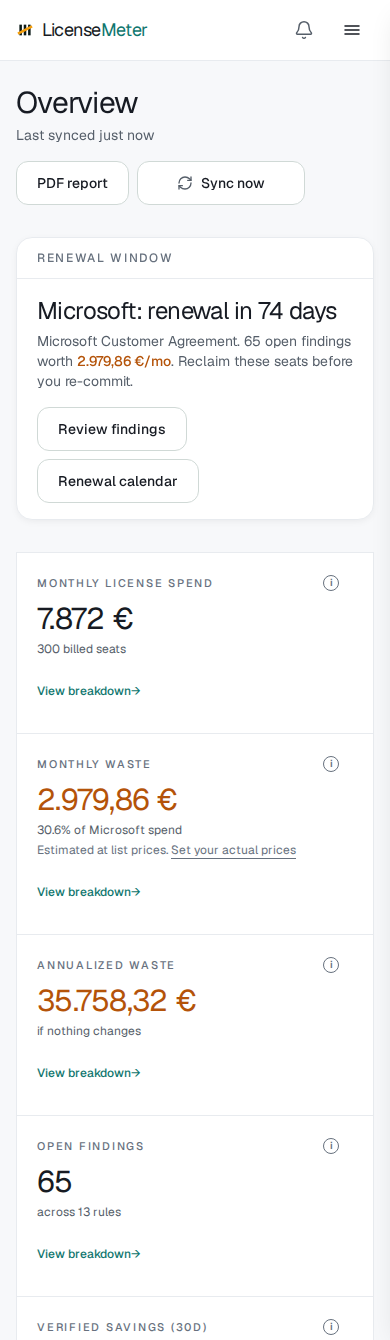 LicenseMeter
Overview
Last synced just now
PDF report
Sync now
RENEWAL WINDOW
Microsoft: renewal in 74 days
Microsoft Customer Agreement. 65 open findings
worth 2.979,86 €/mo. Reclaim these seats before
you re-commit.
Review findings
Renewal calendar
MONTHLY LICENSE SPEND
7.872 €
300 billed seats
View breakdown→
MONTHLY WASTE
2.979,86 €
30.6% of Microsoft spend
Estimated at list prices. Set your actual prices
View breakdown→
ANNUALIZED WASTE
35.758,32 €
if nothing changes
View breakdown→
OPEN FINDINGS
65
across 13 rules
View breakdown→
VERIFIED SAVINGS (30D)